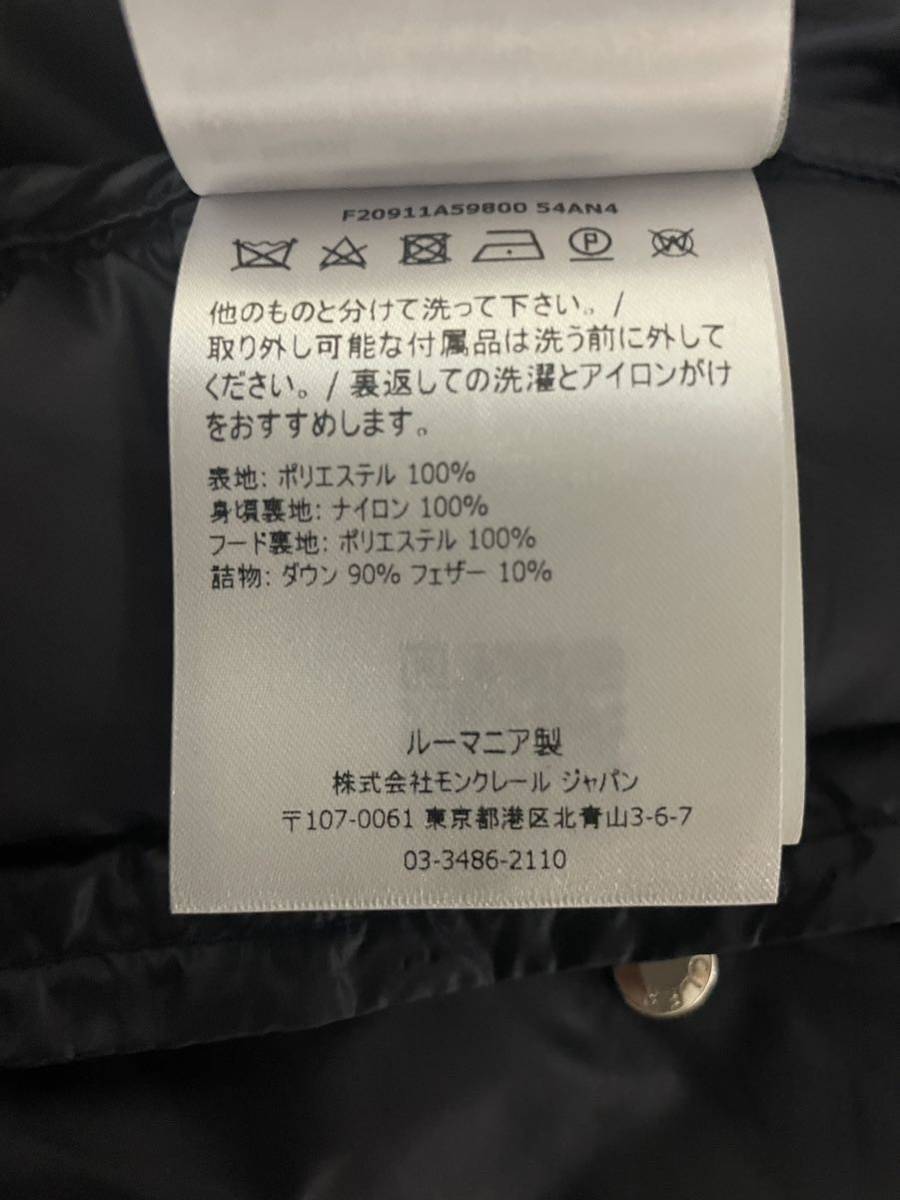 F20911A59800 54AN4
P W
他のものと分けて洗って下さい。/
取り外し可能な付属品は洗う前に外して
ください。/ 裏返しての洗濯とアイロンがけ
をおすすめします。
表地: ポリエステル 100%
身頃裏地: ナイロン 100%
フード裏地: ポリエステル 100%
詰物: ダウン 90% フェザー 10%
ルーマニア製
株式会社モンクレール ジャパン
〒107-0061 東京都港区北青山3-6-7
03-3486-2110